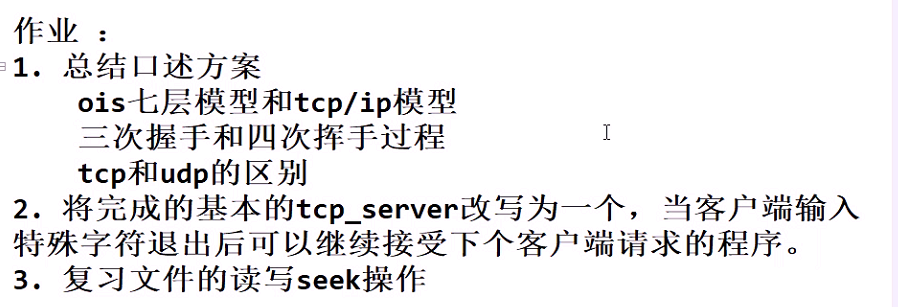 作业 :
1. 总结口述方案
ois七层模型和tcp/ip模型
三次握手和四次挥手过程
tcp和udp的区别
2. 将完成的基本的tcp_server改写为一个，当客户端输入
特殊字符退出后可以继续接受下个客户端请求的程序。
3. 复习文件的读写seek操作